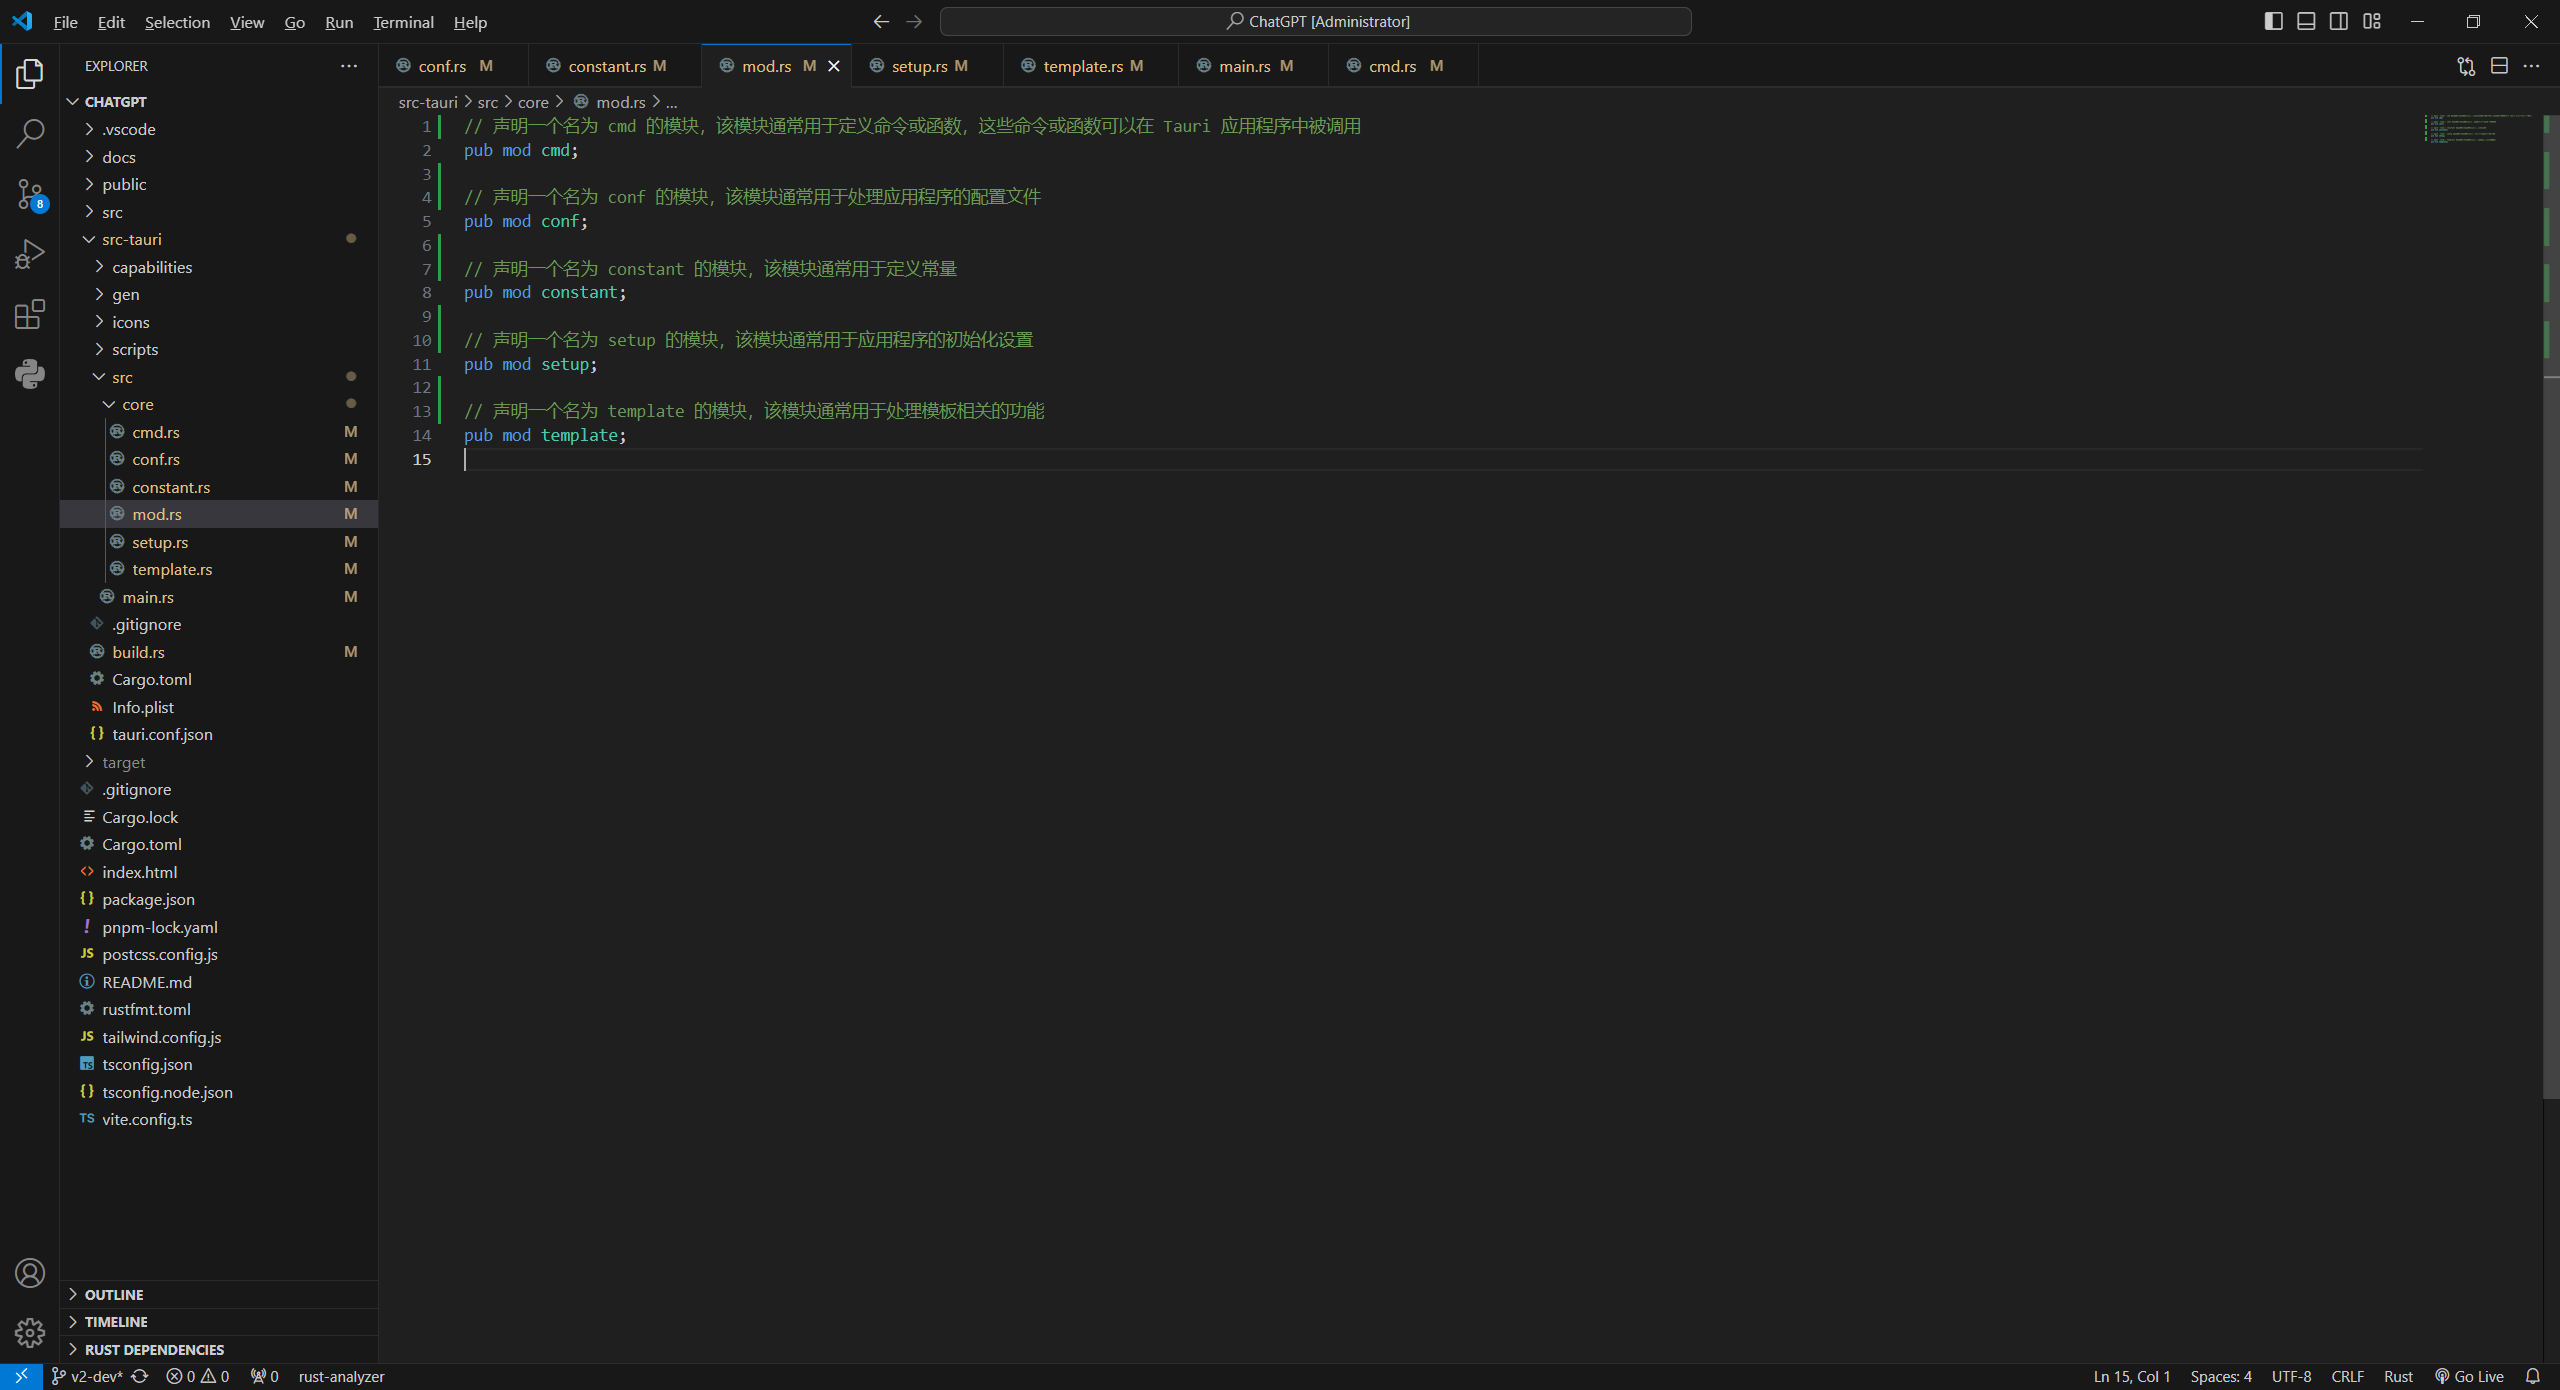 File Edit Selection View Go Run Terminal Help
ChatGPT [Administrator]
EXPLORER
CHATGPT
.vscode
docs
public
src
src-tauri
capabilities
gen
icons
scripts
src
core
cmd.rs M
conf.rs M
constant.rs M
mod.rs M
setup.rs M
template.rs M
main.rs M
.gitignore
build.rs M
Cargo.toml
Info.plist
tauri.conf.json
target
.gitignore
Cargo.lock
Cargo.toml
index.html
package.json
pnpm-lock.yaml
postcss.config.js
README.md
rustfmt.toml
tailwind.config.js
tsconfig.json
tsconfig.node.json
vite.config.ts
OUTLINE
TIMELINE
RUST DEPENDENCIES
conf.rs M constant.rs M mod.rs M setup.rs M template.rs M main.rs M cmd.rs M
src-tauri > src > core > mod.rs > ...
1 // 声明一个名为 cmd 的模块，该模块通常用于定义命令或函数，这些命令或函数可以在 Tauri 应用程序中被调用
2 pub mod cmd;
3
4 // 声明一个名为 conf 的模块，该模块通常用于处理应用程序的配置文件
5 pub mod conf;
6
7 // 声明一个名为 constant 的模块，该模块通常用于定义常量
8 pub mod constant;
9
10 // 声明一个名为 setup 的模块，该模块通常用于应用程序的初始化设置
11 pub mod setup;
12
13 // 声明一个名为 template 的模块，该模块通常用于处理模板相关的功能
14 pub mod template;
15
8
v2-dev* 0 0 0 rust-analyzer
Ln 15, Col 1 Spaces: 4 UTF-8 CRLF Rust Go Live